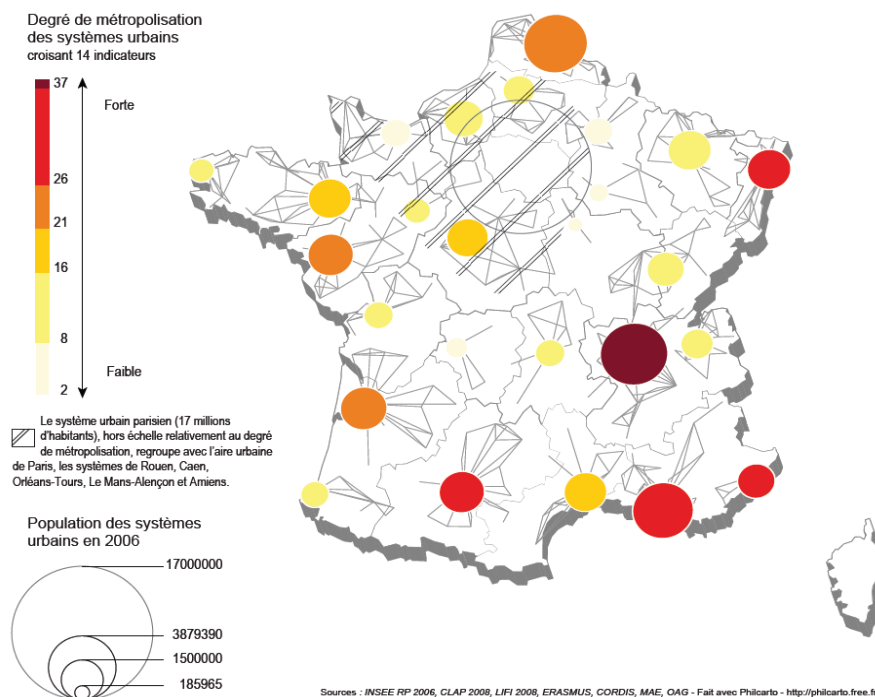 Degré de métropolisation
des systèmes urbains
croisant 14 indicateurs
37
Forte
26
21
16
8
Faible
2
Le système urbain parisien (17 millions
d'habitants), hors échelle relativement au degré
de métropolisation, regroupe avec l'aire urbaine
de Paris, les systèmes de Rouen, Caen,
Orléans-Tours, Le Mans-Alençon et Amiens.
Population des systèmes
urbains en 2006
17000000
3879390
1500000
185965
Sources : INSEE RP 2006, CLAP 2008, LIFI 2008, ERASMUS, CORDIS, MAE, OAG - Fait avec Philcarto - http://philcarto.free.fr